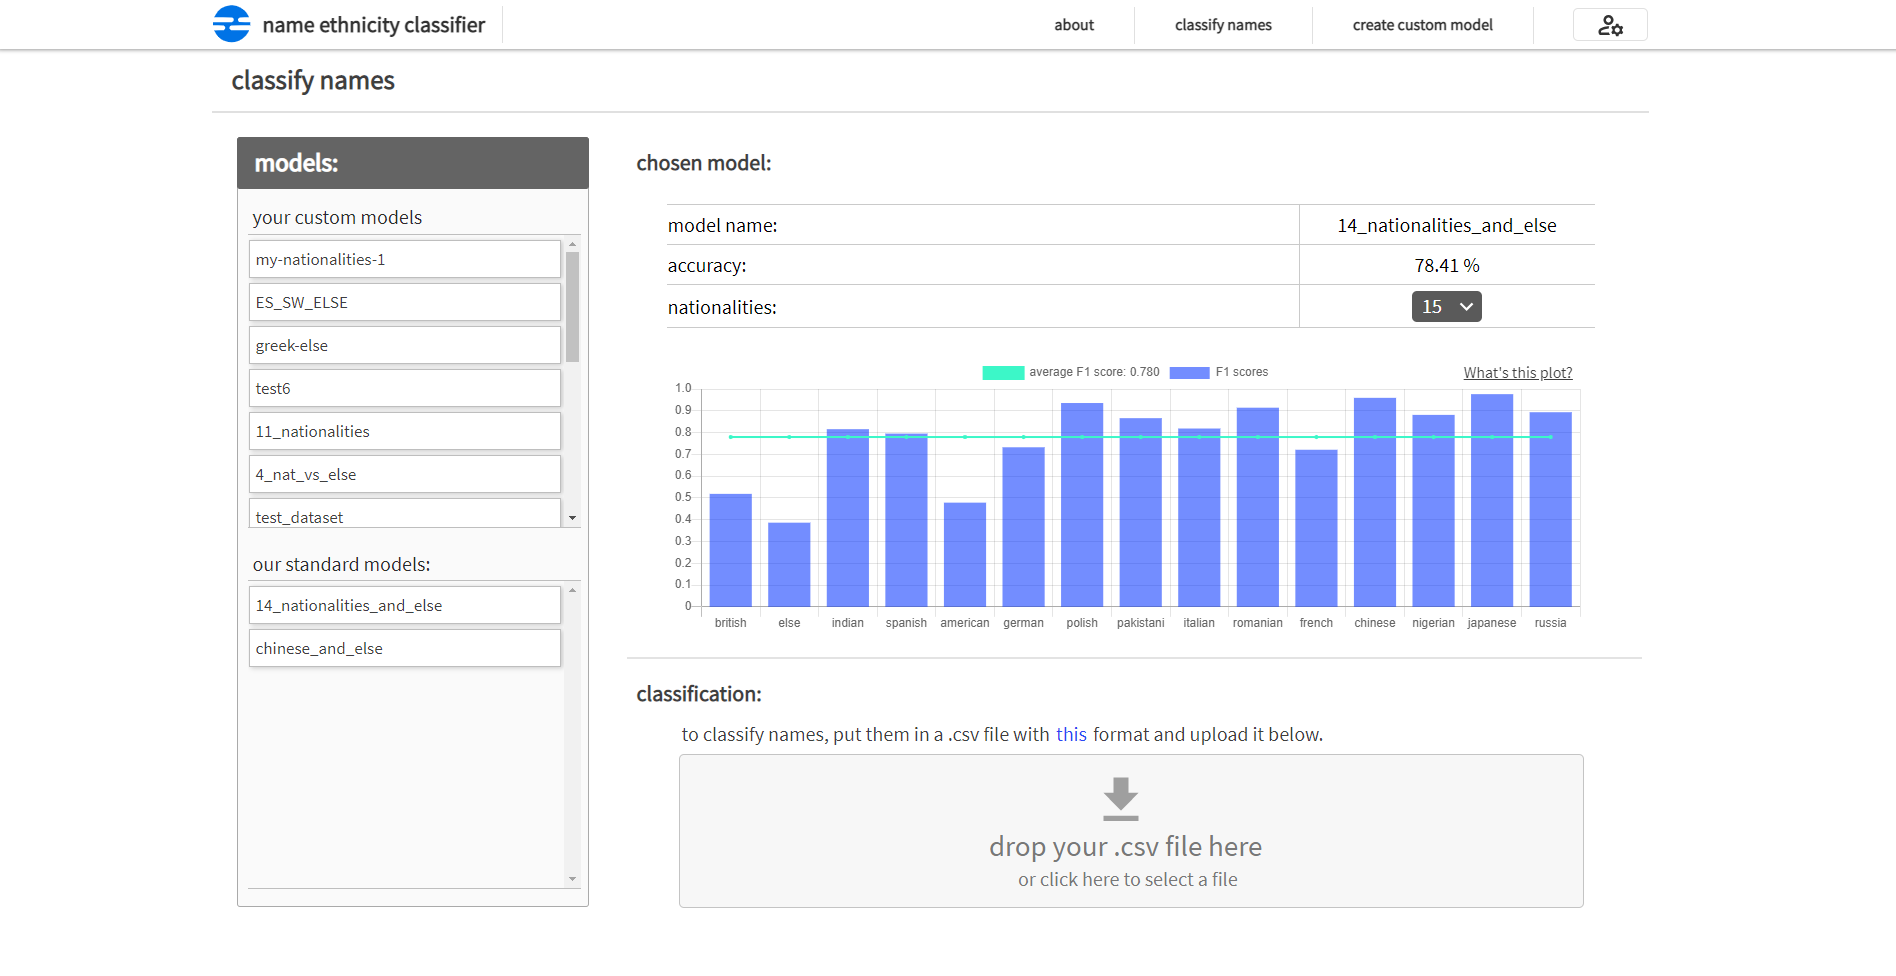 name ethnicity classifier
about
classify names
create custom model
classify names
models:
your custom models
my-nationalities-1
ES_SW_ELSE
greek-else
test6
11_nationalities
4_nat_vs_else
test_dataset
our standard models:
14_nationalities_and_else
chinese_and_else
chosen model:
model name: 14_nationalities_and_else
accuracy: 78.41 %
nationalities: 15
average F1 score: 0.780 F1 scores What's this plot?
1.0
0.9
0.8
0.7
0.6
0.5
0.4
0.3
0.2
0.1
0
british else indian spanish american german polish pakistani italian romanian french chinese nigerian japanese russia
classification:
to classify names, put them in a .csv file with this format and upload it below.
drop your .csv file here
or click here to select a file